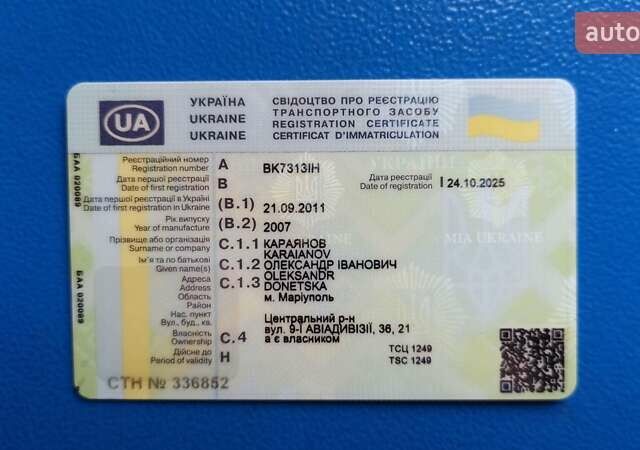 auto
УКРАЇНА
UKRAINE
UKRAINE
СВІДОЦТВО ПРО РЕЄСТРАЦІЮ
ТРАНСПОРТНОГО ЗАСОБУ
REGISTRATION CERTIFICATE
CERTIFICAT D'IMMATRICULATION
UA
Реєстраційний номер
Registration number
A
BK7313IH
Дата реєстрації
Date of registration
I 24.10.2025
Дата першої реєстрації
Date of first registration
B
Дата першої реєстрації в Україні
Date of first registration in Ukraine
(B.1)
21.09.2011
Рік випуску
Year of manufacture
(B.2)
2007
Прізвище або організація
Surname or company
C.1.1
КАРАЯНОВ
KARAIANOV
MIA UKRAINE
Ім'я та по батькові
Given name(s)
C.1.2
ОЛЕКСАНДР ІВАНОВИЧ
OLEKSANDR
Адреса
Address
C.1.3
DONETSKA
Область
м. Маріуполь
Район
Нас. пункт
Центральний р-н
Вул., буд., кв.
вул. 9-ї АВІАДИВІЗІЇ, 36, 21
Власність
Ownership
C.4
а є власником
Дійсне до
Period of validity
H
ТСЦ 1249
TSC 1249
СТН № 336852
БАА 020089
БАА 020089